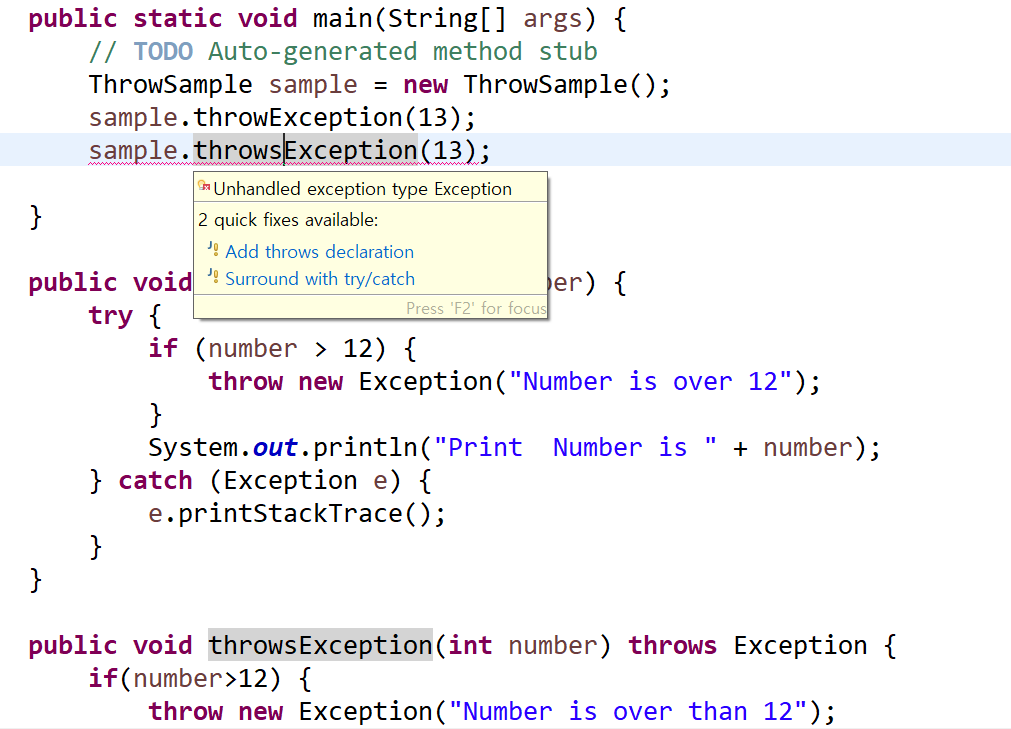 public static void main(String[] args) {
// TODO Auto-generated method stub
ThrowSample sample = new ThrowSample();
sample.throwException(13);
sample.throwsException(13);
Unhandled exception type Exception
2 quick fixes available:
Add throws declaration
Surround with try/catch
Press 'F2' for focus
}
public void ber) {
try {
if (number > 12) {
throw new Exception("Number is over 12");
}
System.out.println("Print  Number is " + number);
} catch (Exception e) {
e.printStackTrace();
}
}
public void throwsException(int number) throws Exception {
if(number>12) {
throw new Exception("Number is over than 12");